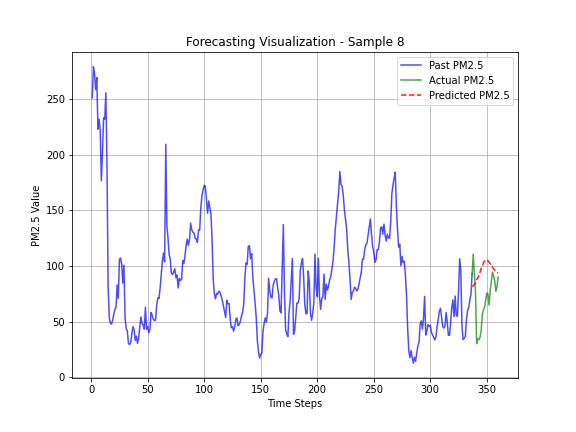 Forecasting Visualization - Sample 8
Past PM2.5
Actual PM2.5
Predicted PM2.5
PM2.5 Value
250
200
150
100
50
0
0 50 100 150 200 250 300 350
Time Steps